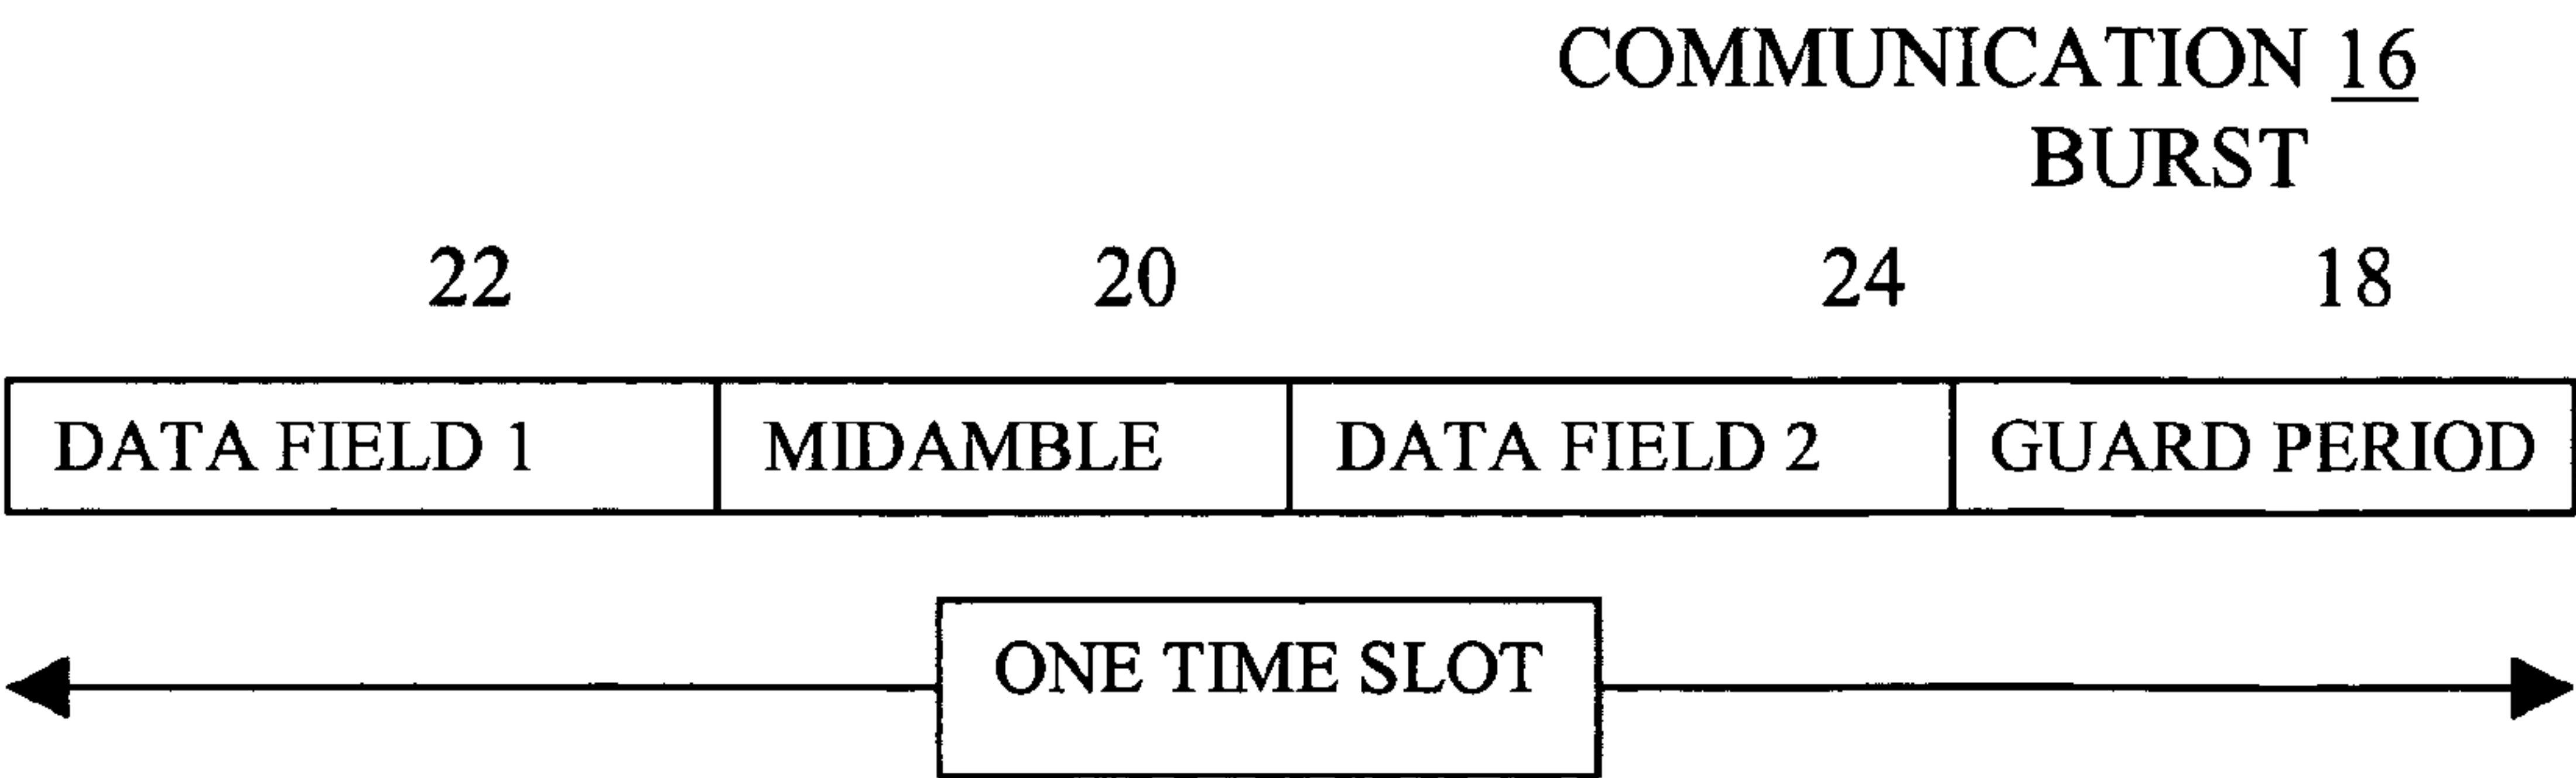 COMMUNICATION 16
BURST
22 20 24 18
DATA FIELD 1 MIDAMBLE DATA FIELD 2 GUARD PERIOD
ONE TIME SLOT